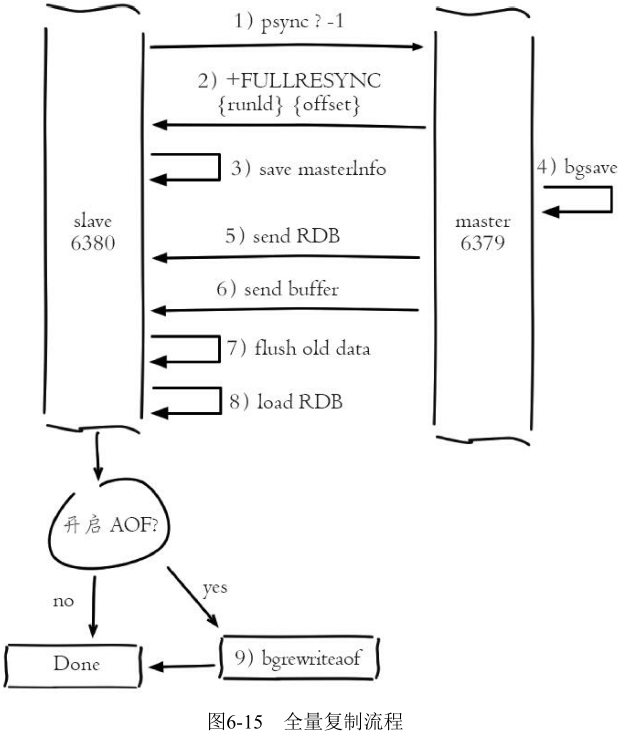 1) psync ? -1
2) +FULLRESYNC
{runId} {offset}
3) save masterInfo
4) bgsave
slave
6380
master
6379
5) send RDB
6) send buffer
7) flush old data
8) load RDB
开启 AOF?
no
yes
Done
9) bgrewriteaof
图6-15 全量复制流程